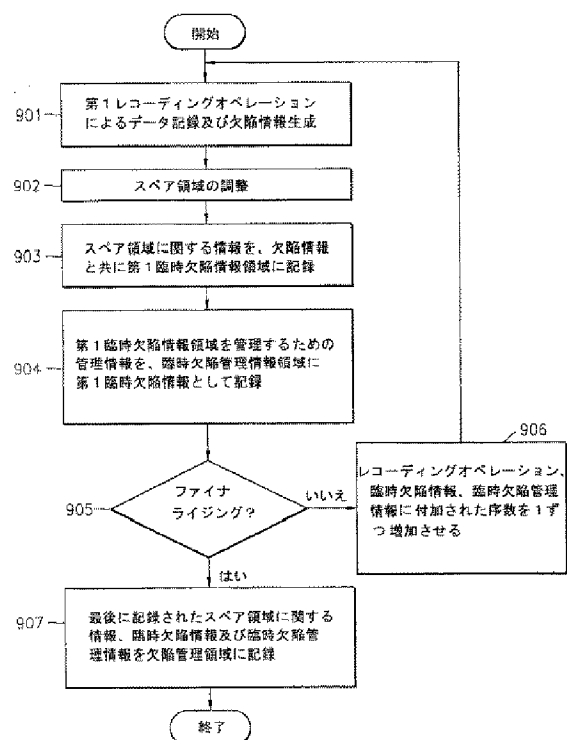 開始
901
第1レコーディングオペレーション
によるデータ記録及び欠陥情報生成
902
スペア領域の調整
903
スペア領域に関する情報を、欠陥情報
と共に第1臨時欠陥情報領域に記録
904
第1臨時欠陥情報領域を管理するための
管理情報を、臨時欠陥管理情報領域に
第1臨時欠陥情報として記録
905
ファイナ
ライジング?
いいえ
906
レコーディングオペレーション、
臨時欠陥情報、臨時欠陥管理
情報に付加された序数を1ず
つ増加させる
はい
907
最後に記録されたスペア領域に関する
情報、臨時欠陥情報及び臨時欠陥管
理情報を欠陥管理領域に記録
終了